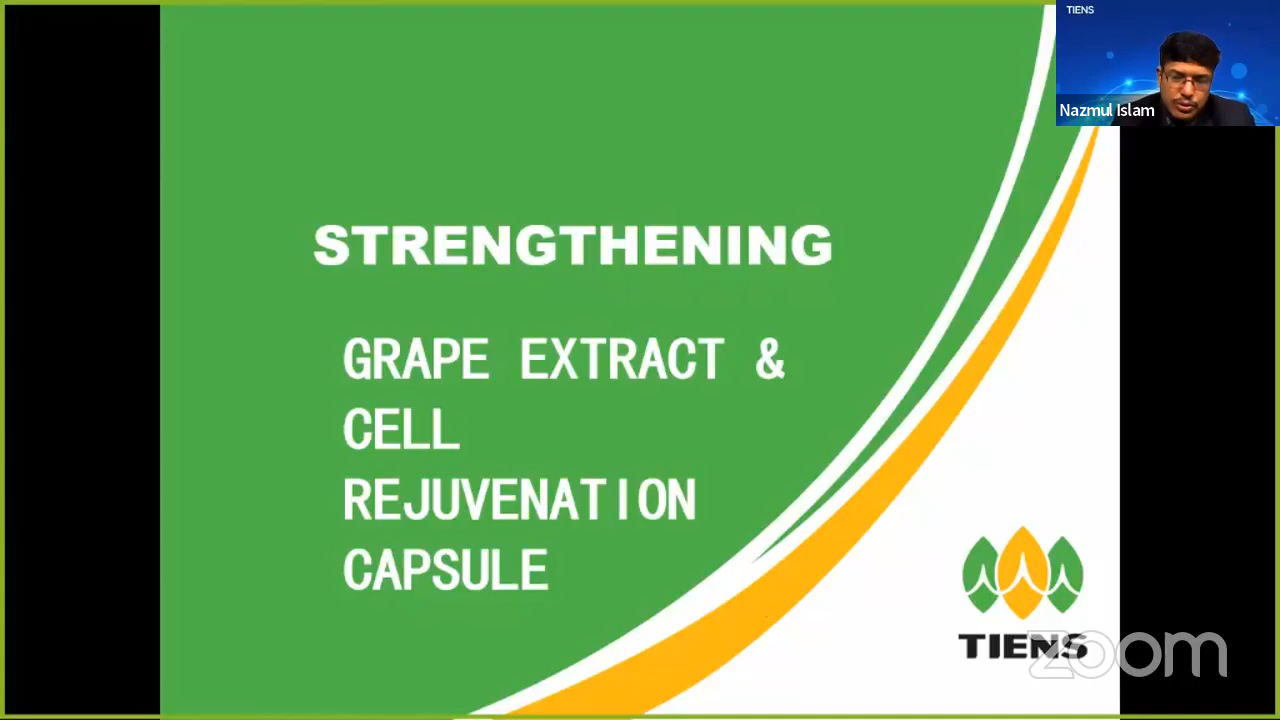 TIENS
Nazmul Islam
STRENGTHENING
GRAPE EXTRACT &
CELL
REJUVENATION
CAPSULE
TIENS
zoom